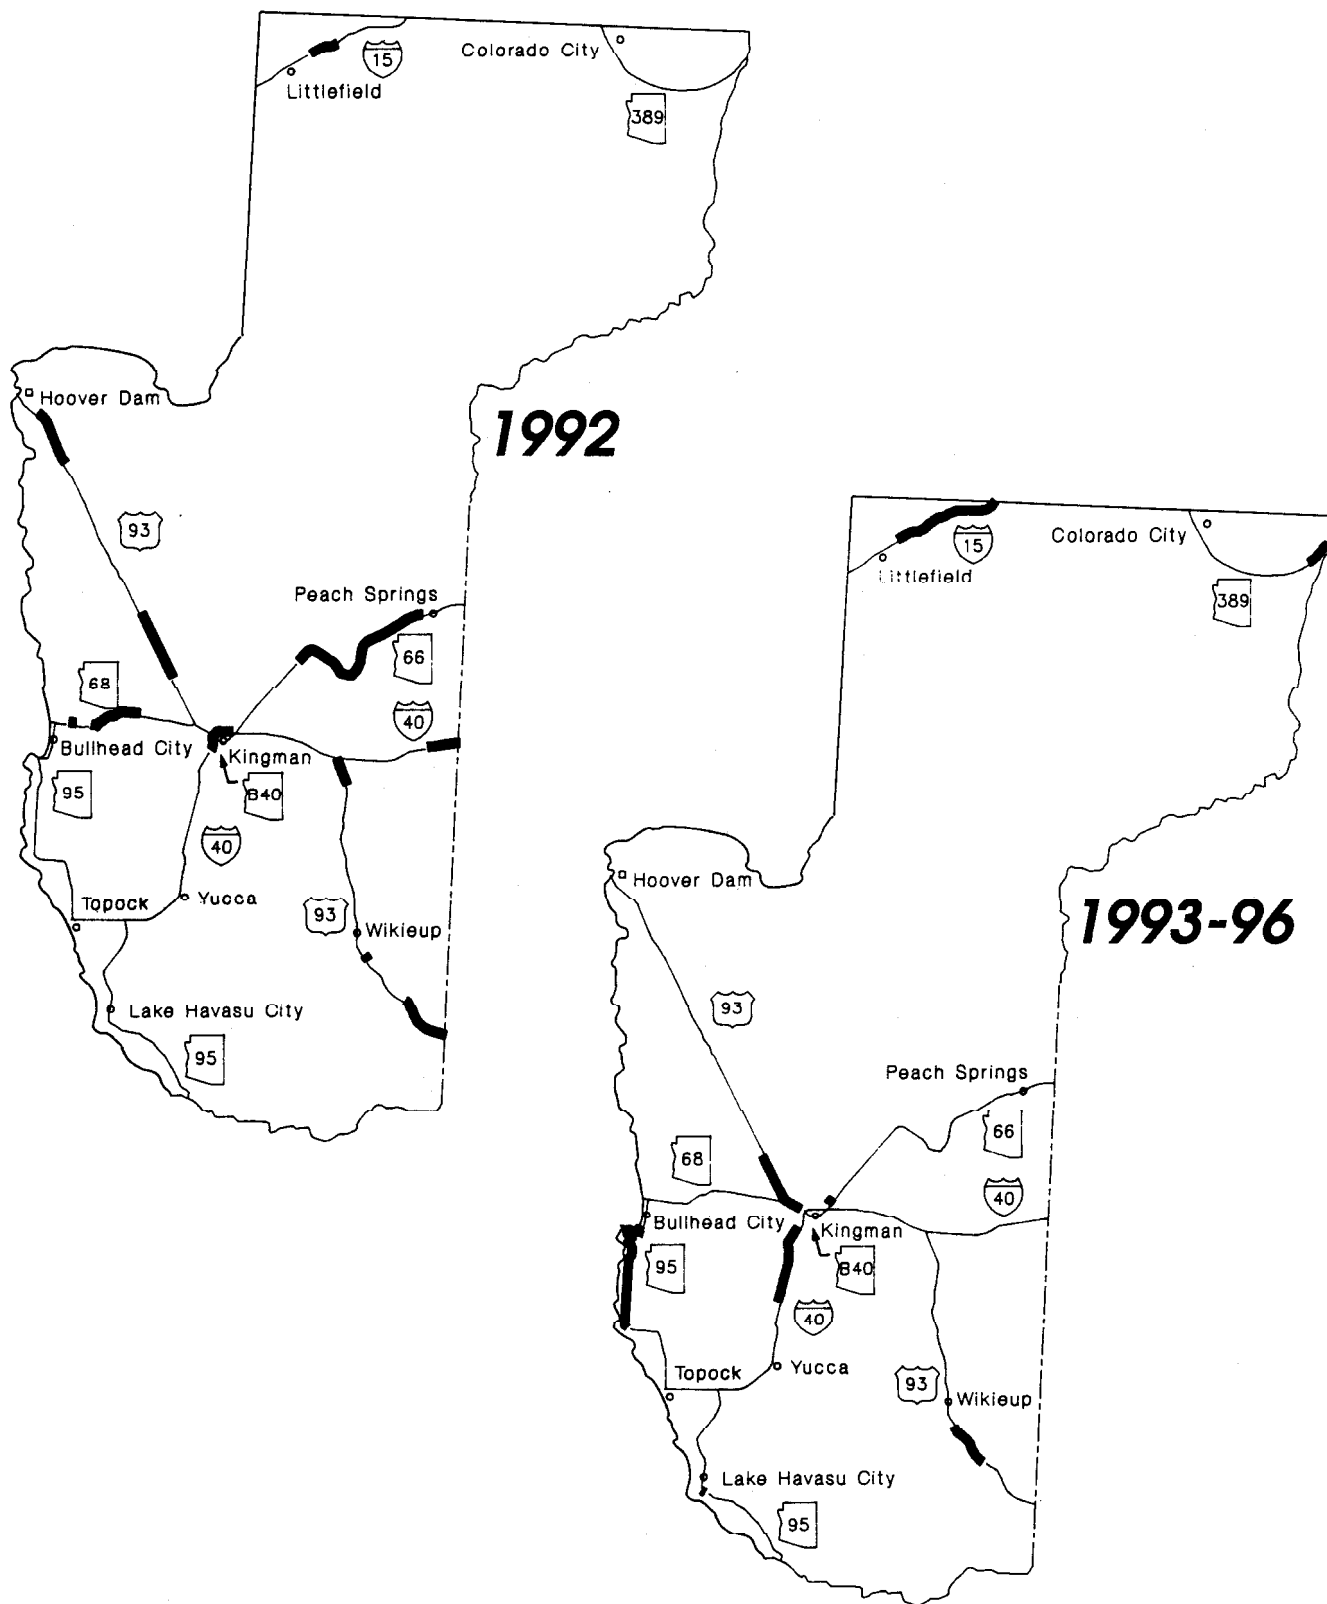 Colorado City
15
Littlefield
389
Hoover Dam
1992
93
Peach Springs
66
68
40
Bullhead City
Kingman
95
B40
40
Topock
Yucca
93
Wikieup
Lake Havasu City
95
Colorado City
15
Littlefield
389
Hoover Dam
1993-96
93
Peach Springs
66
68
40
Bullhead City
Kingman
95
B40
40
Topock
Yucca
93
Wikieup
Lake Havasu City
95